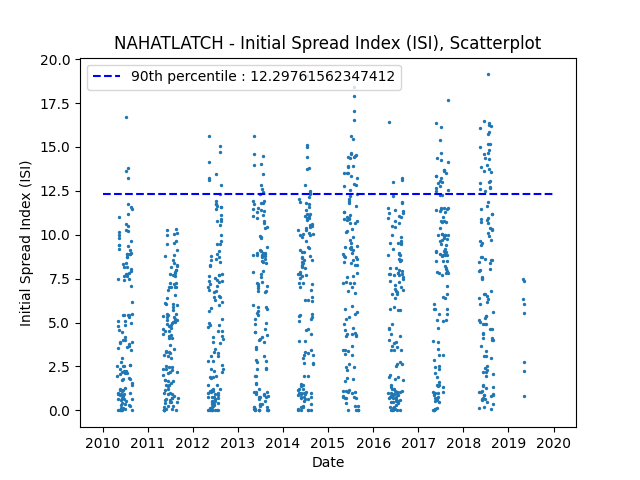 NAHATLATCH - Initial Spread Index (ISI), Scatterplot
90th percentile : 12.29761562347412
Initial Spread Index (ISI)
20.0
17.5
15.0
12.5
10.0
7.5
5.0
2.5
0.0
2010 2011 2012 2013 2014 2015 2016 2017 2018 2019 2020
Date